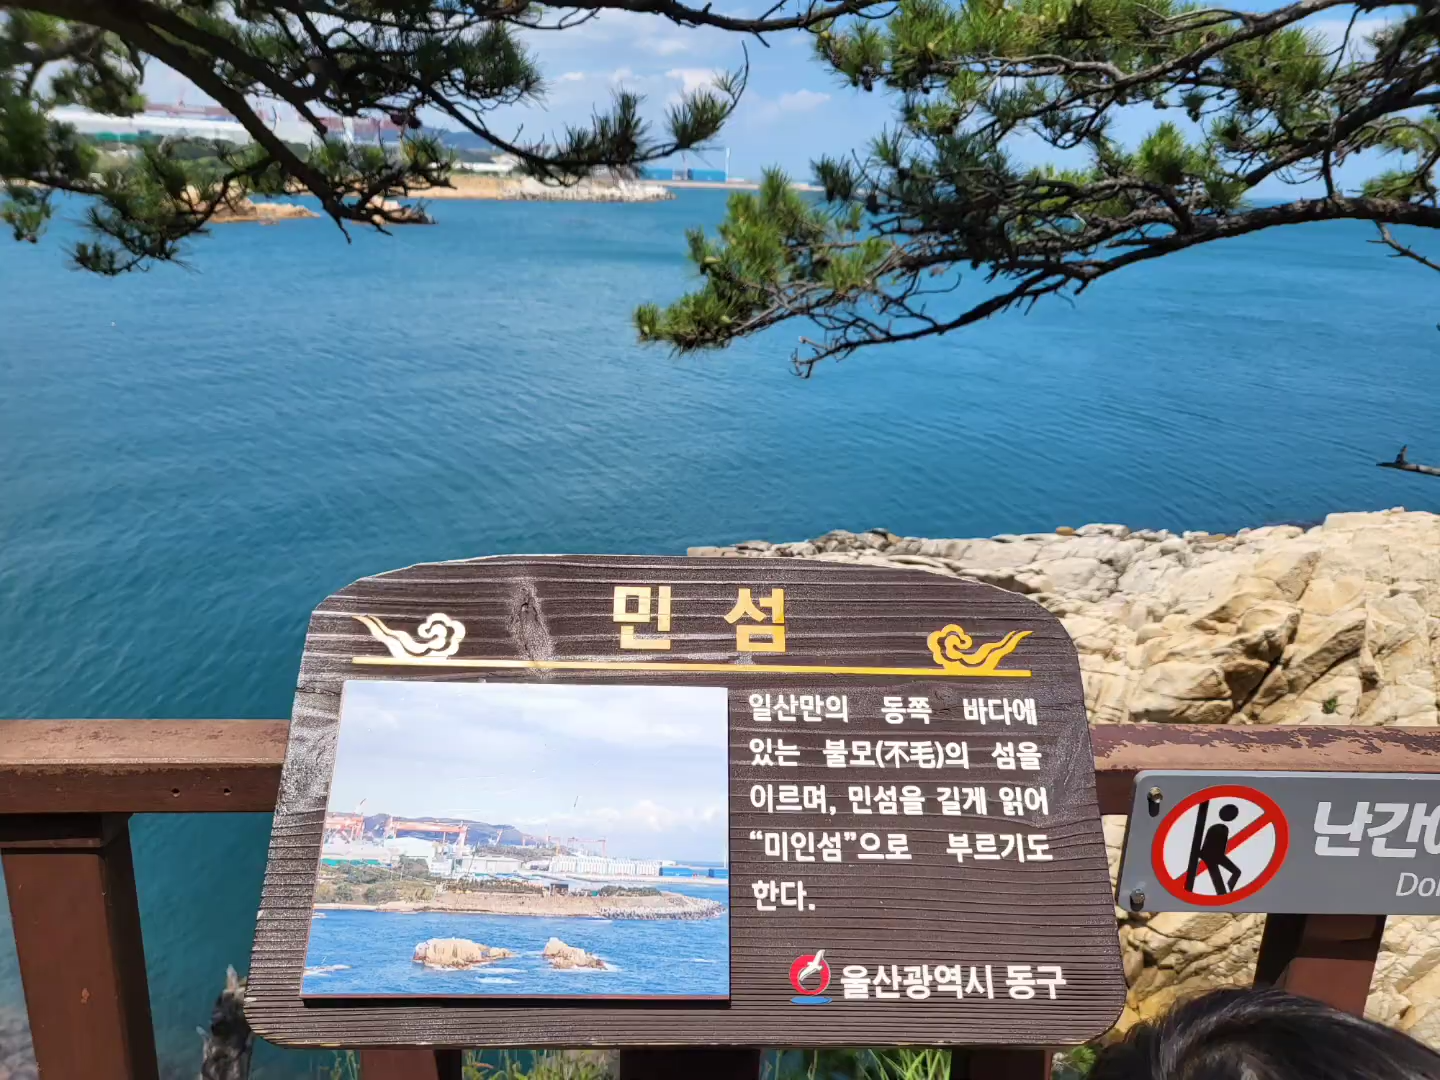 민 섬
일산만의 동쪽 바다에
있는 불모(不毛)의 섬을
이르며, 민섬을 길게 읽어
“미인섬”으로 부르기도
한다.
울산광역시 동구
난간에